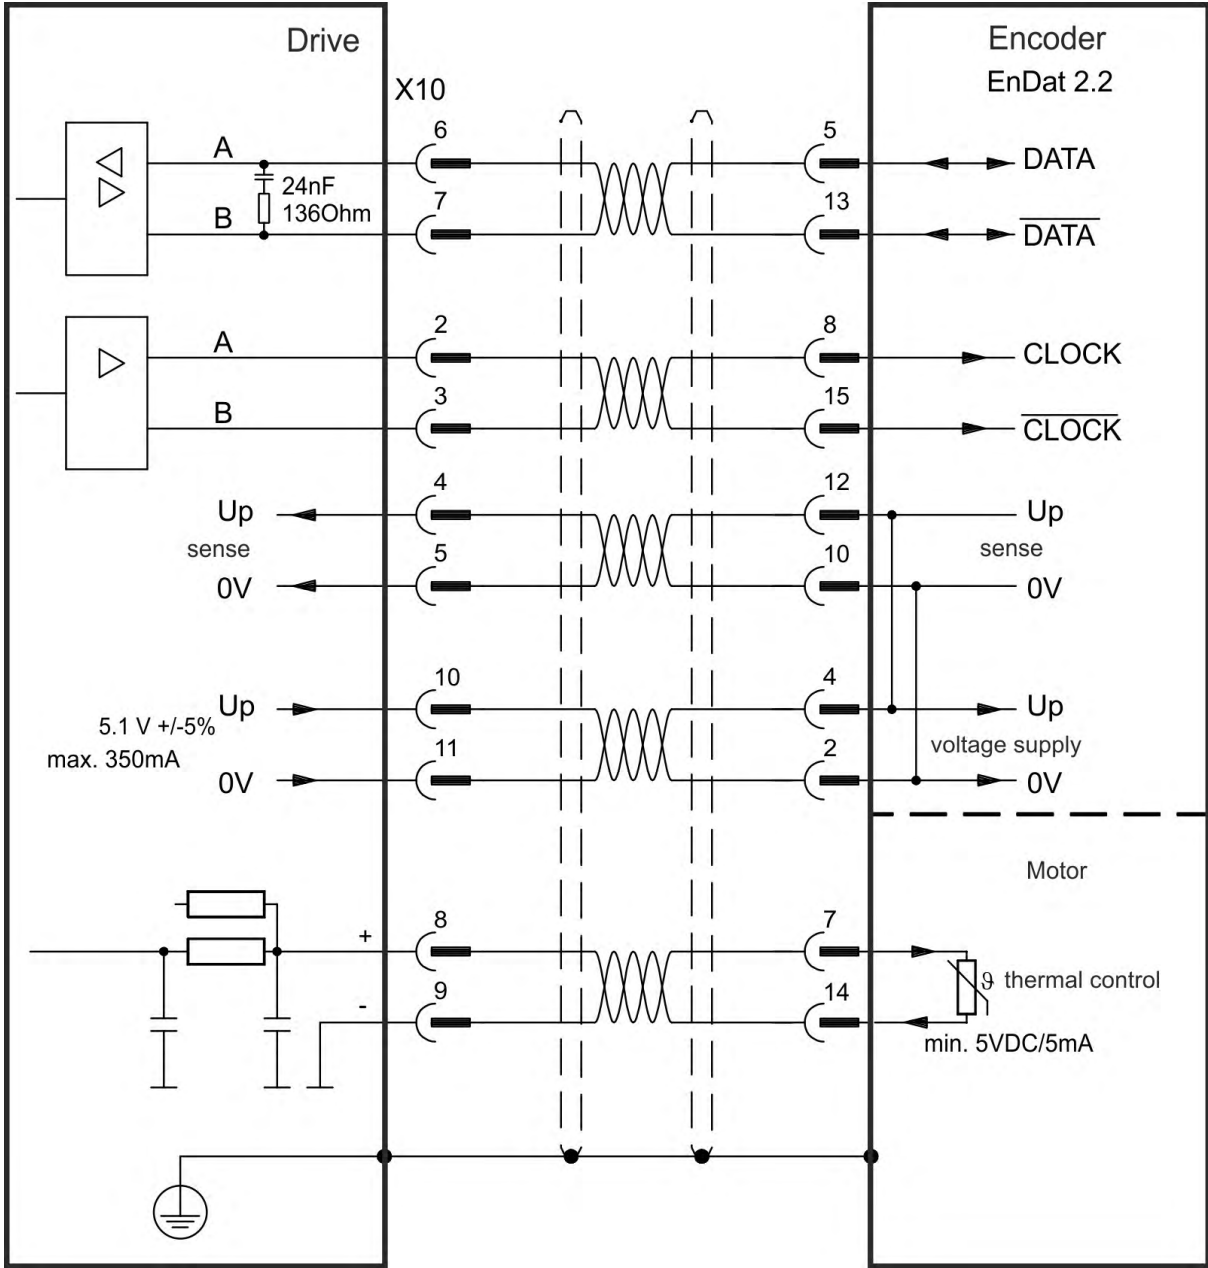 Drive
Encoder
EnDat 2.2
X10
A
6
5
DATA
24nF
136Ohm
B
7
13
DATA
A
2
8
CLOCK
B
3
15
CLOCK
Up
4
12
Up
sense
sense
0V
5
10
0V
Up
10
4
Up
5.1 V +/-5%
max. 350mA
voltage supply
0V
11
2
0V
Motor
+
8
7
ϑ thermal control
-
9
14
min. 5VDC/5mA